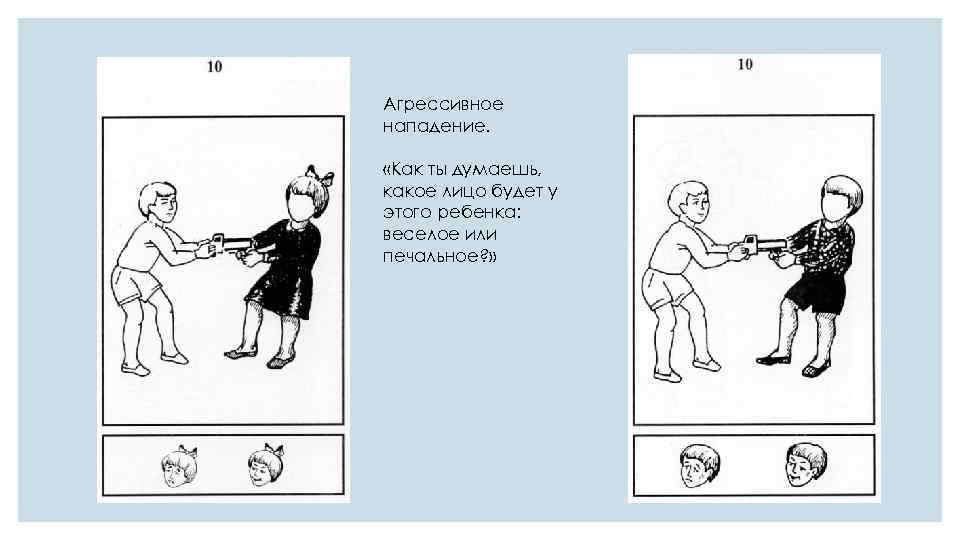 10
Агрессивное
нападение.
«Как ты думаешь,
какое лицо будет у
этого ребенка:
веселое или
печальное?»
10